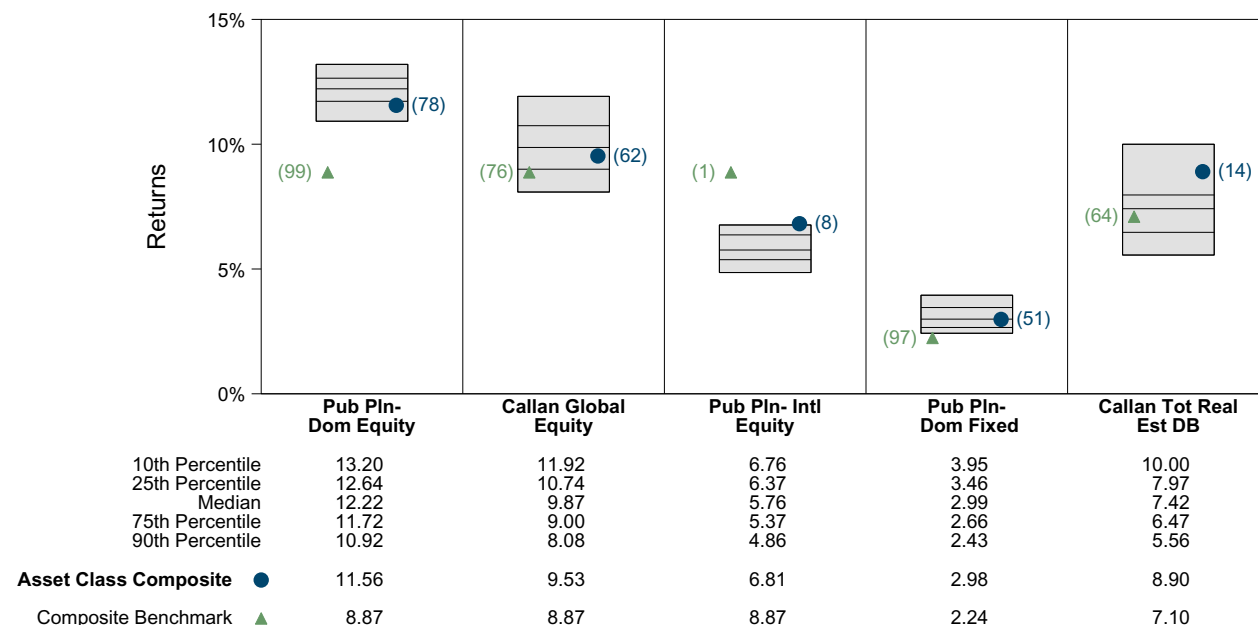 15%
(78)
(99)
10%
(76)
(62)
(1)
(14)
(64)
Returns
(8)
5%
(51)
(97)
0%
Pub Pln-
Dom Equity
Callan Global
Equity
Pub Pln- Intl
Equity
Pub Pln-
Dom Fixed
Callan Tot Real
Est DB
10th Percentile 13.20 11.92 6.76 3.95 10.00
25th Percentile 12.64 10.74 6.37 3.46 7.97
Median 12.22 9.87 5.76 2.99 7.42
75th Percentile 11.72 9.00 5.37 2.66 6.47
90th Percentile 10.92 8.08 4.86 2.43 5.56
Asset Class Composite 11.56 9.53 6.81 2.98 8.90
Composite Benchmark 8.87 8.87 8.87 2.24 7.10